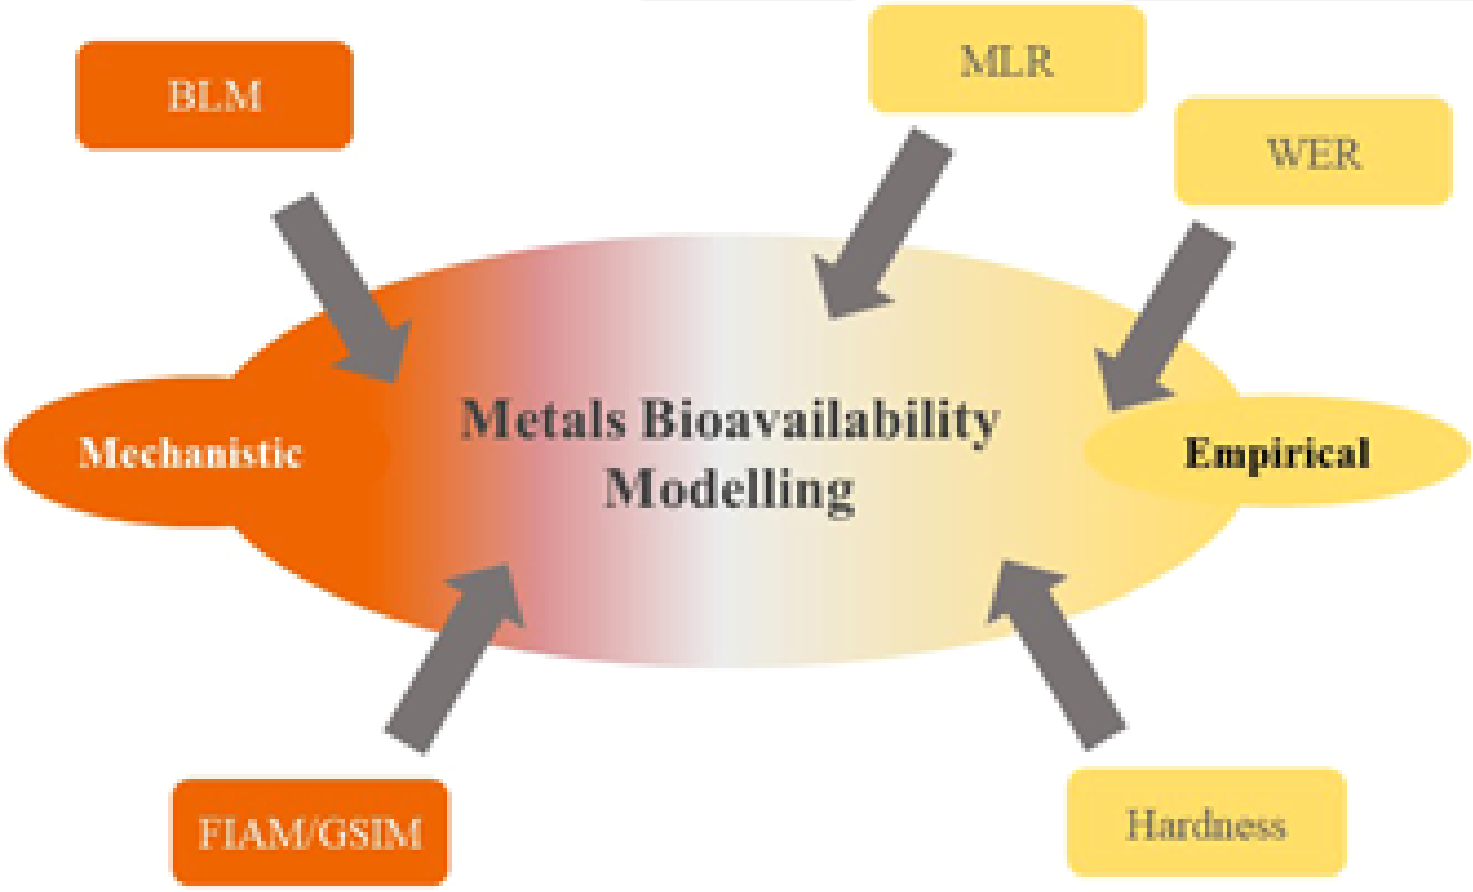 BLM
MLR
WER
Metals Bioavailability
Modelling
Mechanistic
Empirical
FIAM/GSIM
Hardness